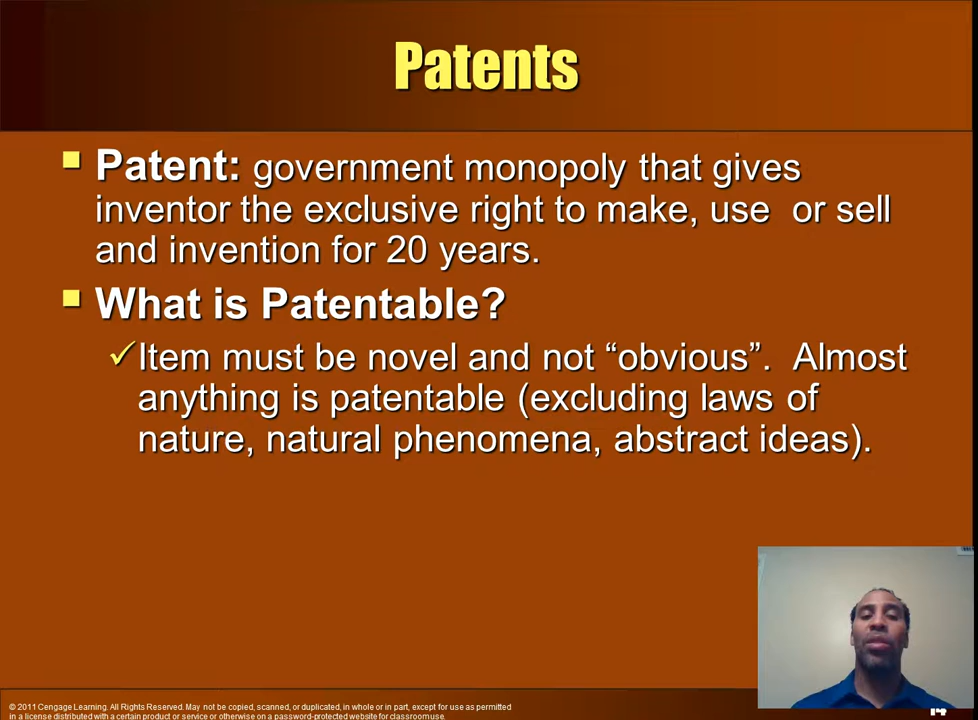 Patents
Patent: government monopoly that gives
inventor the exclusive right to make, use or sell
and invention for 20 years.
What is Patentable?
Item must be novel and not “obvious”. Almost
anything is patentable (excluding laws of
nature, natural phenomena, abstract ideas).
© 2011 Cengage Learning. All Rights Reserved. May not be copied, scanned, or duplicated, in whole or in part, except for use as permitted
in a license distributed with a certain product or service or otherwise on a password-protected website for classroom use.